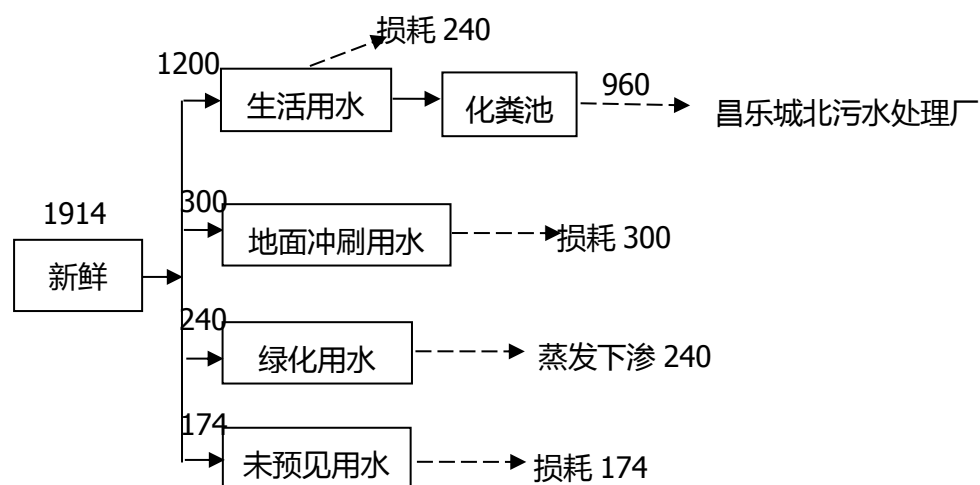 损耗 240
1200
生活用水
化粪池
960
昌乐城北污水处理厂
1914
新鲜
300
地面冲刷用水
损耗 300
240
绿化用水
蒸发下渗 240
174
未预见用水
损耗 174